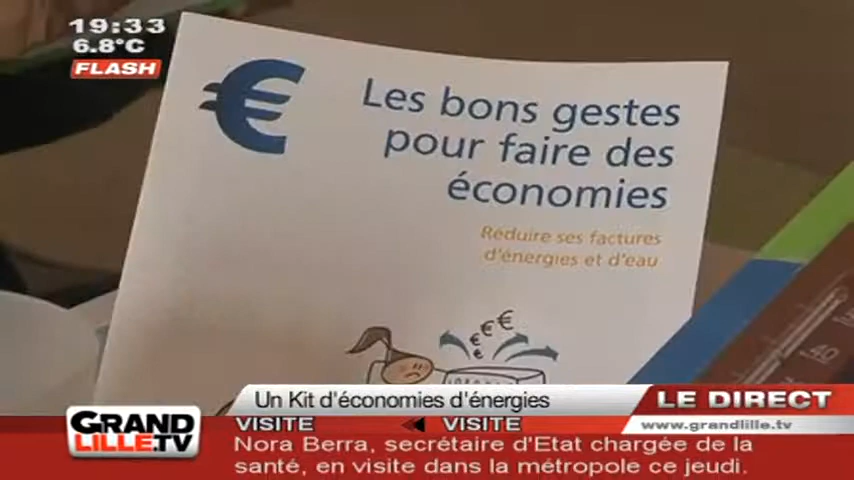 19:33
6.8°C
FLASH
€
Les bons gestes
pour faire des
économies
Réduire ses factures
d'énergies et d'eau
€ € € €
40
Un Kit d'économies d'énergies
LE DIRECT
GRAND
LILLE.TV
VISITE VISITE
www.grandlille.tv
Nora Berra, secrétaire d'Etat chargée de la
santé, en visite dans la métropole ce jeudi.